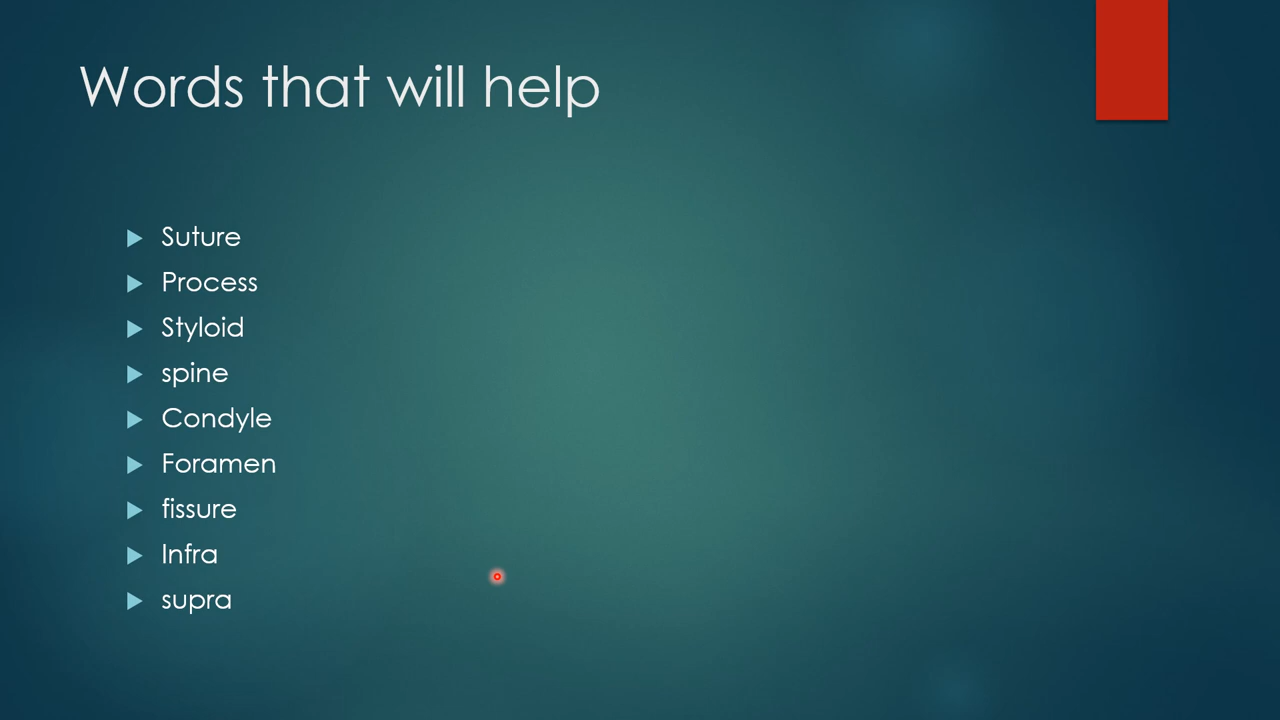 Words that will help
Suture
Process
Styloid
spine
Condyle
Foramen
fissure
Infra
supra